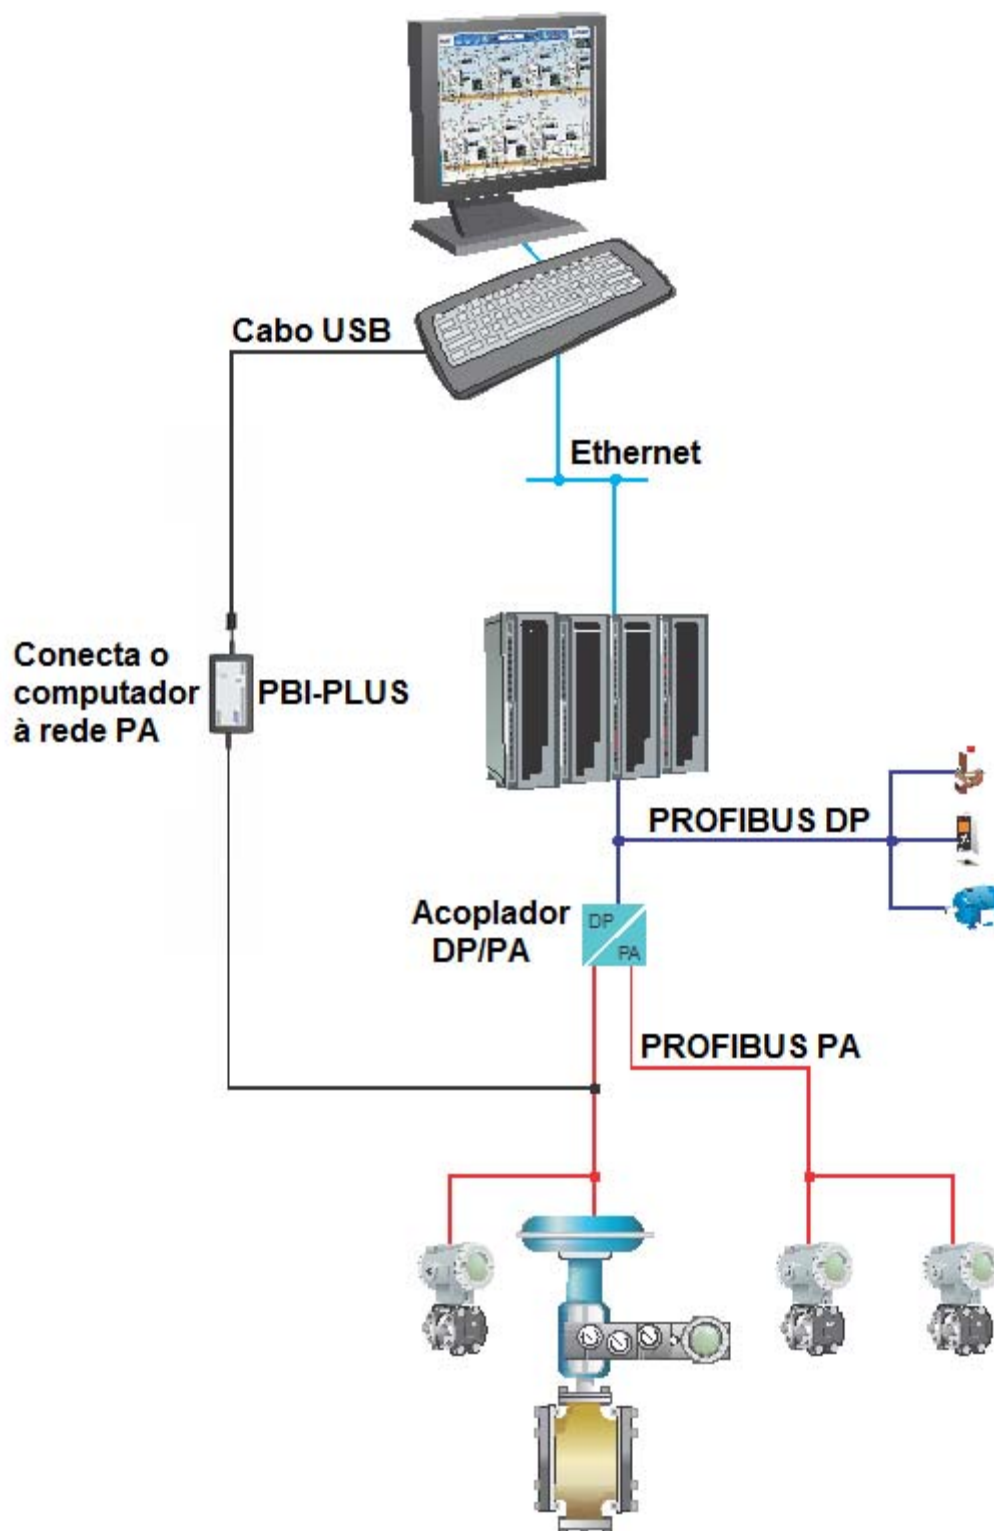 Cabo USB
Ethernet
Conecta o
computador
à rede PA
PBI-PLUS
PROFIBUS DP
Acoplador
DP/PA
DP
PA
PROFIBUS PA